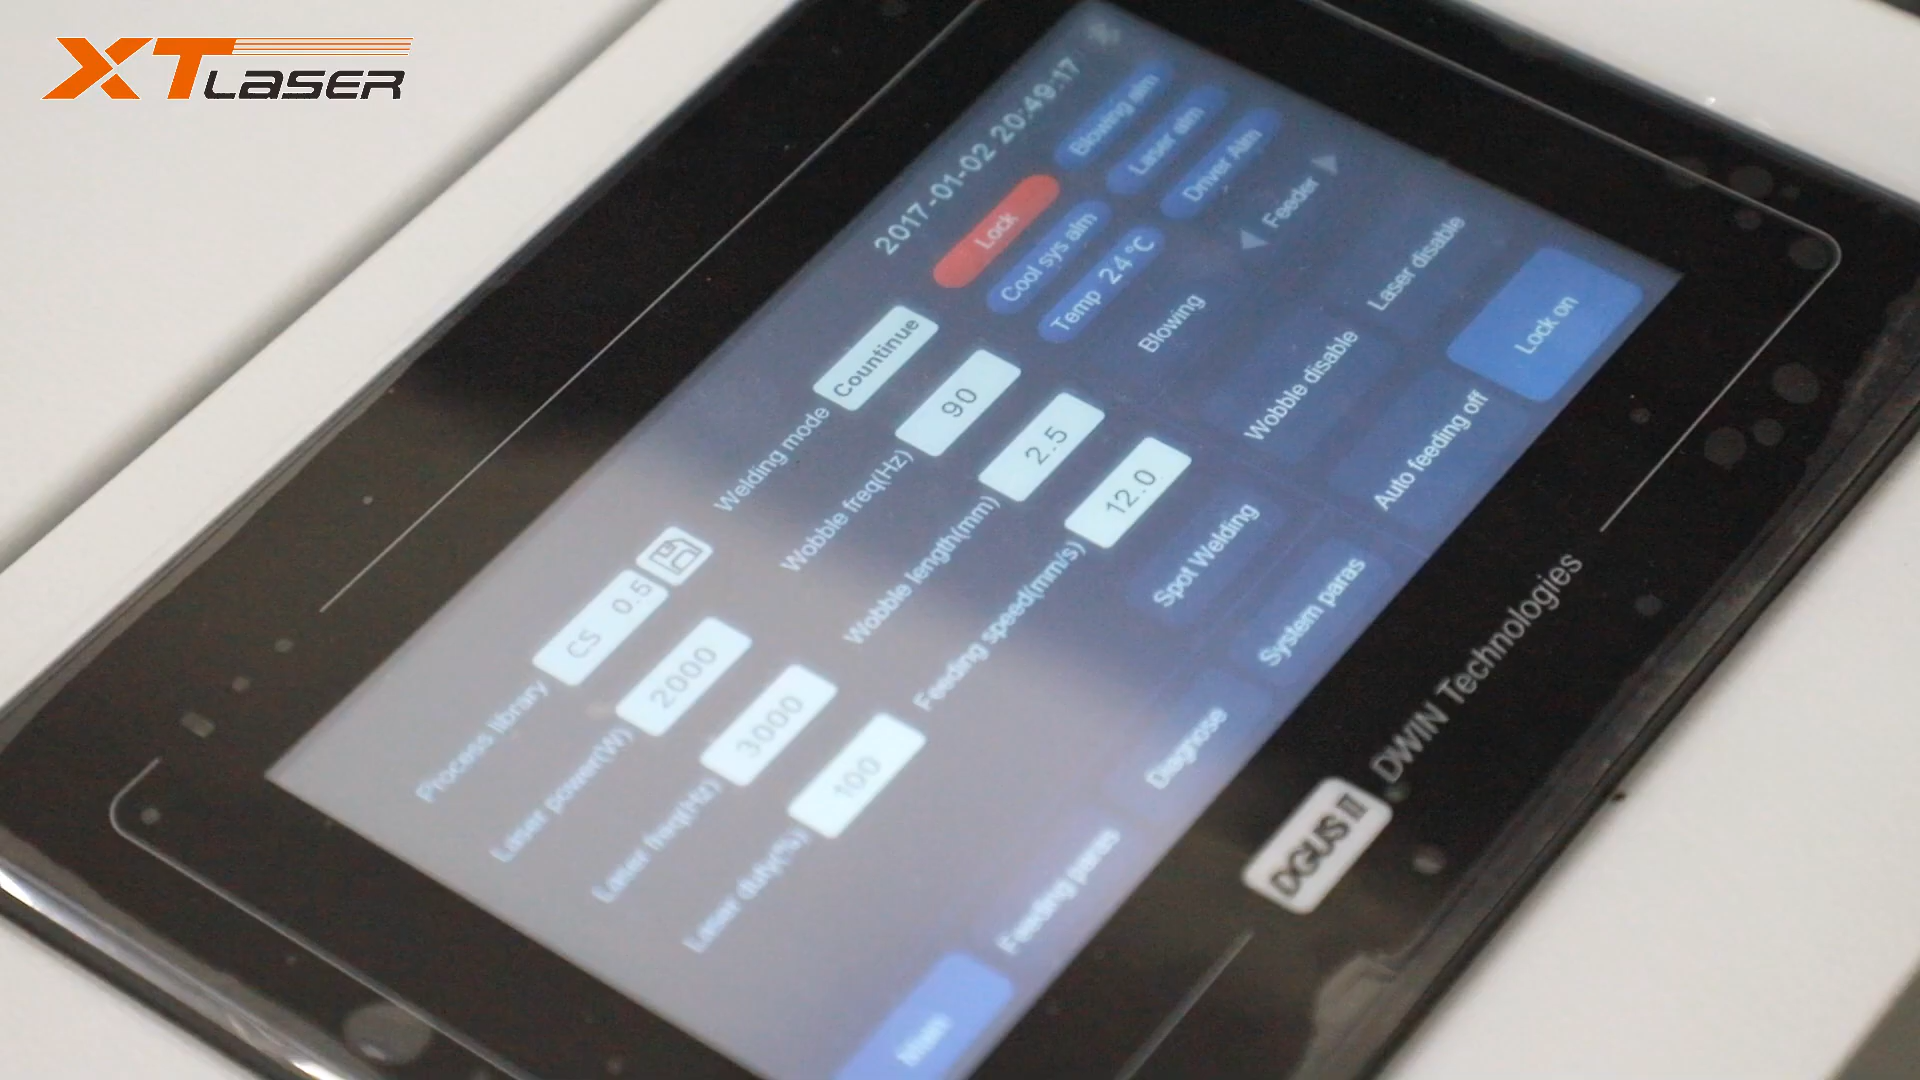 XT LASER
2017-01-02 20:49:17
Process library CS 0.5
Welding mode Countinue
Lock
Blowing alm
Laser power(W) 2000
Wobble freq(Hz) 90
Cool sys alm
Laser alm
Laser freq(Hz) 3000
Wobble length(mm) 2.5
Temp 24℃
Driver Alm
Laser duty(%) 100
Feeding speed(mm/s) 12.0
Blowing
Feeder
Spot Welding
Wobble disable
Laser disable
Main
Feeding paras
Diagnose
System paras
Auto feeding off
Lock on
DGUS II
DWIN Technologies